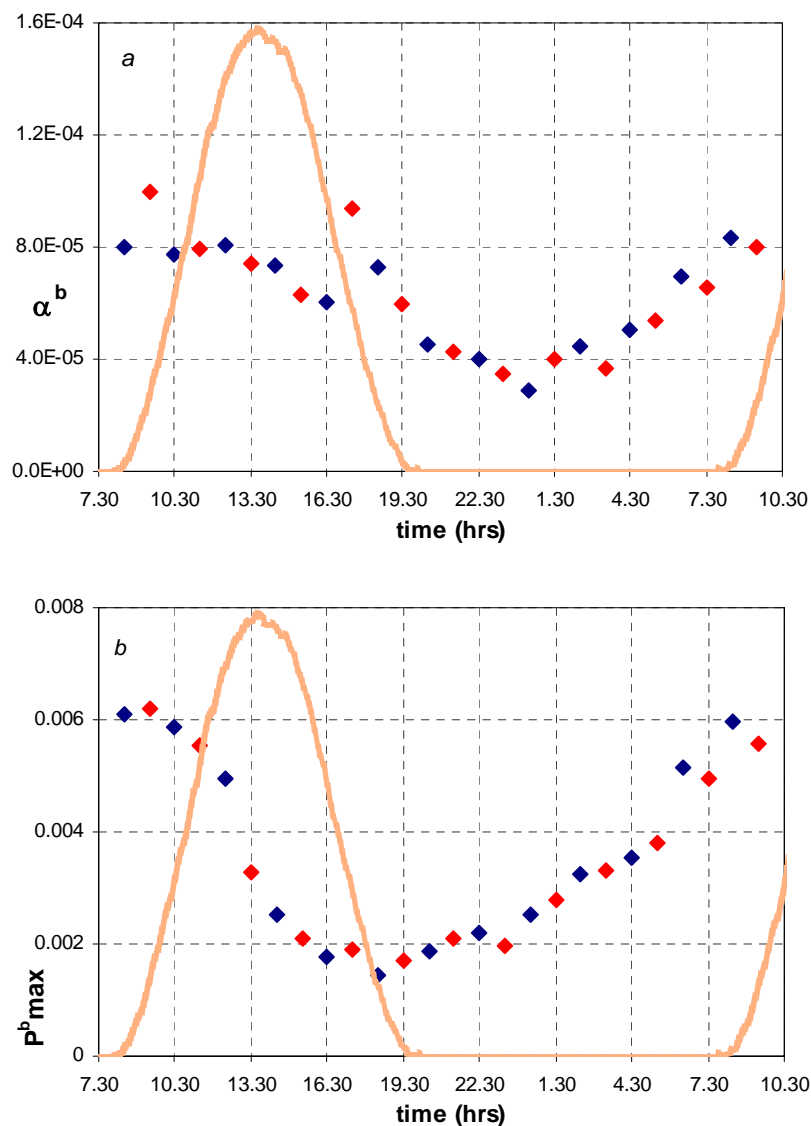 1.6E-04
a
1.2E-04
8.0E-05
α^b
4.0E-05
0.0E+00
7.30 10.30 13.30 16.30 19.30 22.30 1.30 4.30 7.30 10.30
time (hrs)
0.008
b
0.006
0.004
0.002
P^b max
0
7.30 10.30 13.30 16.30 19.30 22.30 1.30 4.30 7.30 10.30
time (hrs)